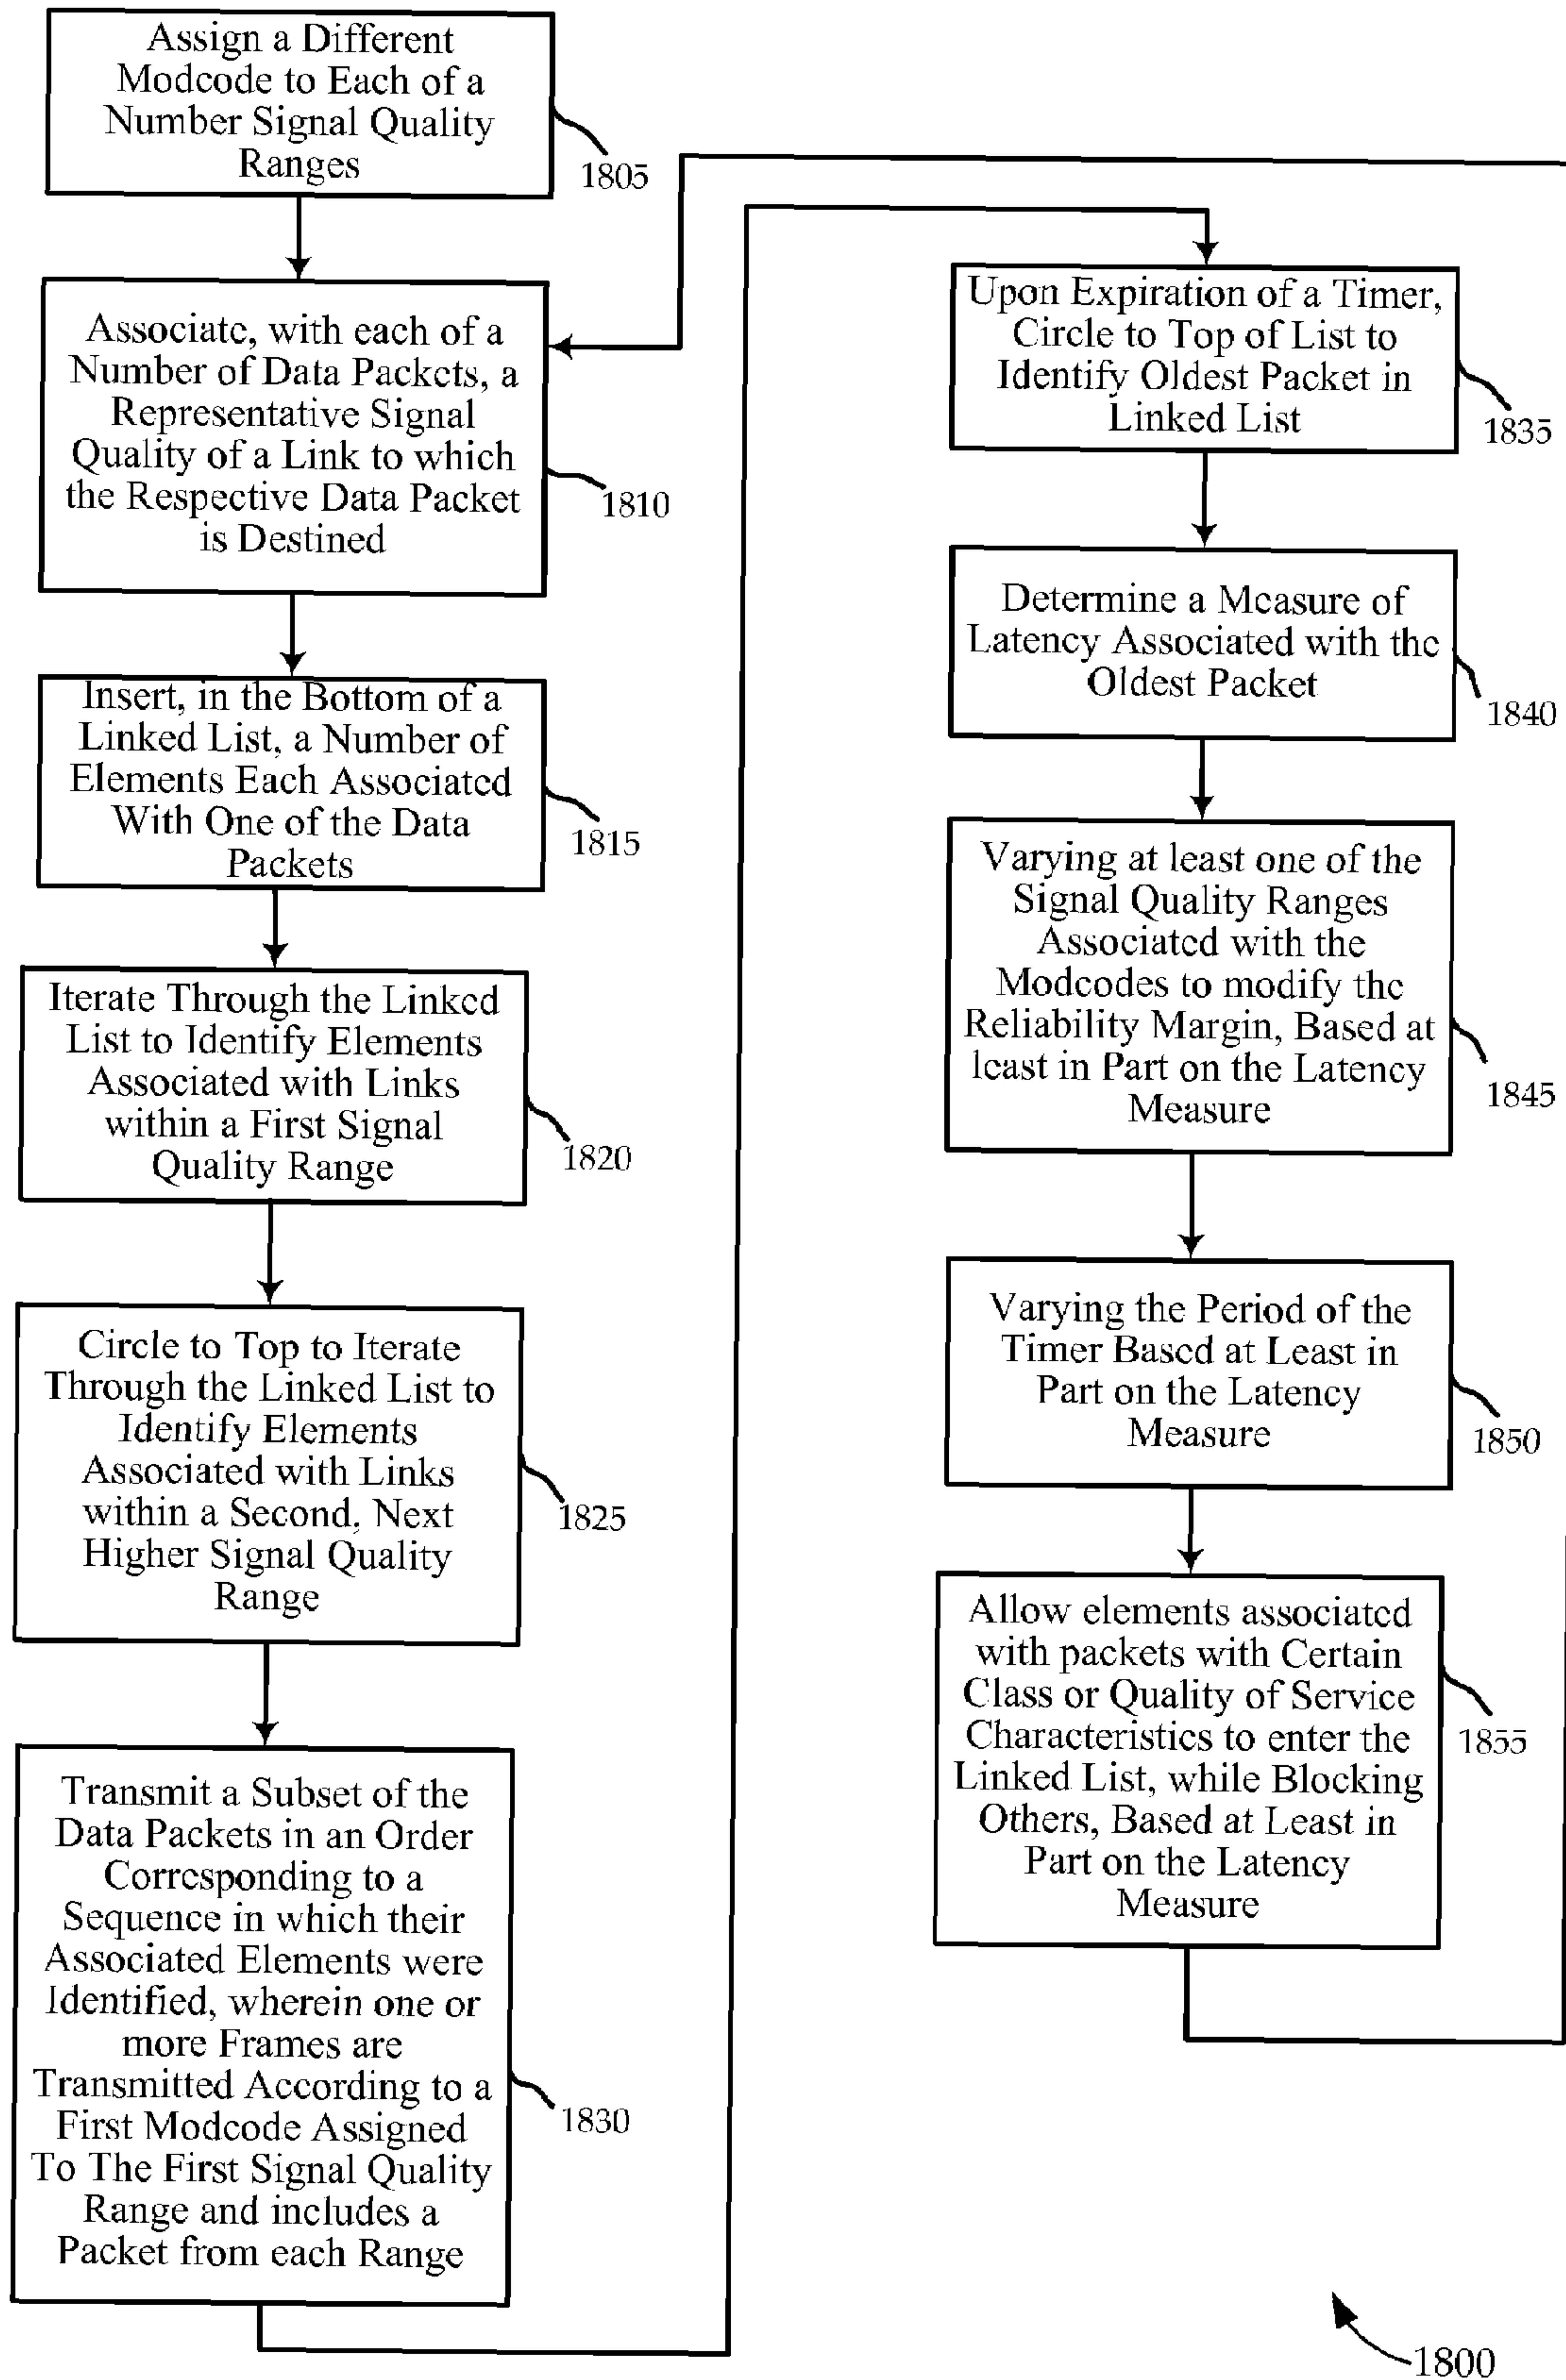 Assign a Different
Modcode to Each of a
Number Signal Quality
Ranges
1805
Associate, with each of a
Number of Data Packets, a
Representative Signal
Quality of a Link to which
the Respective Data Packet
is Destined
1810
Insert, in the Bottom of a
Linked List, a Number of
Elements Each Associated
With One of the Data
Packets
1815
Iterate Through the Linked
List to Identify Elements
Associated with Links
within a First Signal
Quality Range
1820
Circle to Top to Iterate
Through the Linked List to
Identify Elements
Associated with Links
within a Second, Next
Higher Signal Quality
Range
1825
Transmit a Subset of the
Data Packets in an Order
Corresponding to a
Sequence in which their
Associated Elements were
Identified, wherein one or
more Frames are
Transmitted According to a
First Modcode Assigned
To The First Signal Quality
Range and includes a
Packet from each Range
1830
Upon Expiration of a Timer,
Circle to Top of List to
Identify Oldest Packet in
Linked List
1835
Determine a Measure of
Latency Associated with the
Oldest Packet
1840
Varying at least one of the
Signal Quality Ranges
Associated with the
Modcodes to modify the
Reliability Margin, Based at
least in Part on the Latency
Measure
1845
Varying the Period of the
Timer Based at Least in
Part on the Latency
Measure
1850
Allow elements associated
with packets with Certain
Class or Quality of Service
Characteristics to enter the
Linked List, while Blocking
Others, Based at Least in
Part on the Latency
Measure
1855
1800